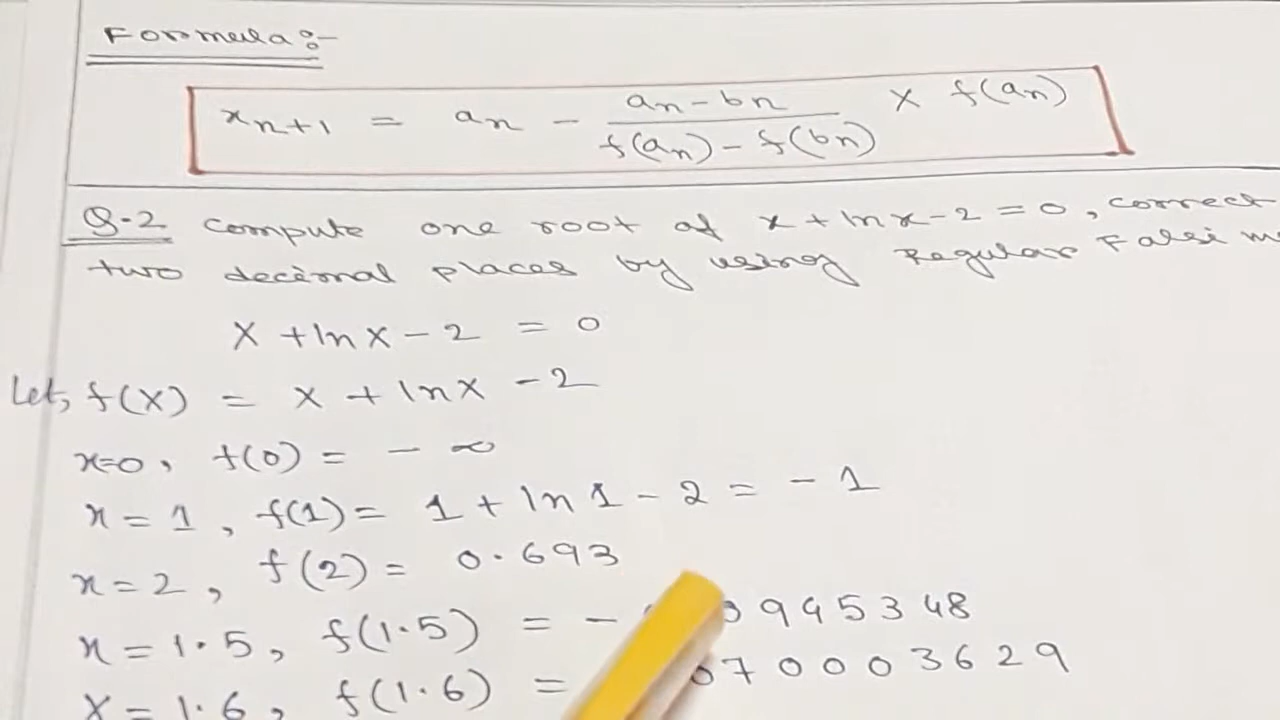 Formula:-
xn+1 = an - an - bn / f(an) - f(bn) × f(an)
Q-2 compute one root of x + ln x - 2 = 0, correct
two decimal places by using Regular Falsi
x + ln x - 2 = 0
Let, f(x) = x + ln x - 2
x=0, f(0) = - ∞
x = 1, f(1) = 1 + ln 1 - 2 = - 1
x = 2, f(2) = 0.693
x = 1.5, f(1.5) = - 9945348
x = 1.6, f(1.6) = 070003629